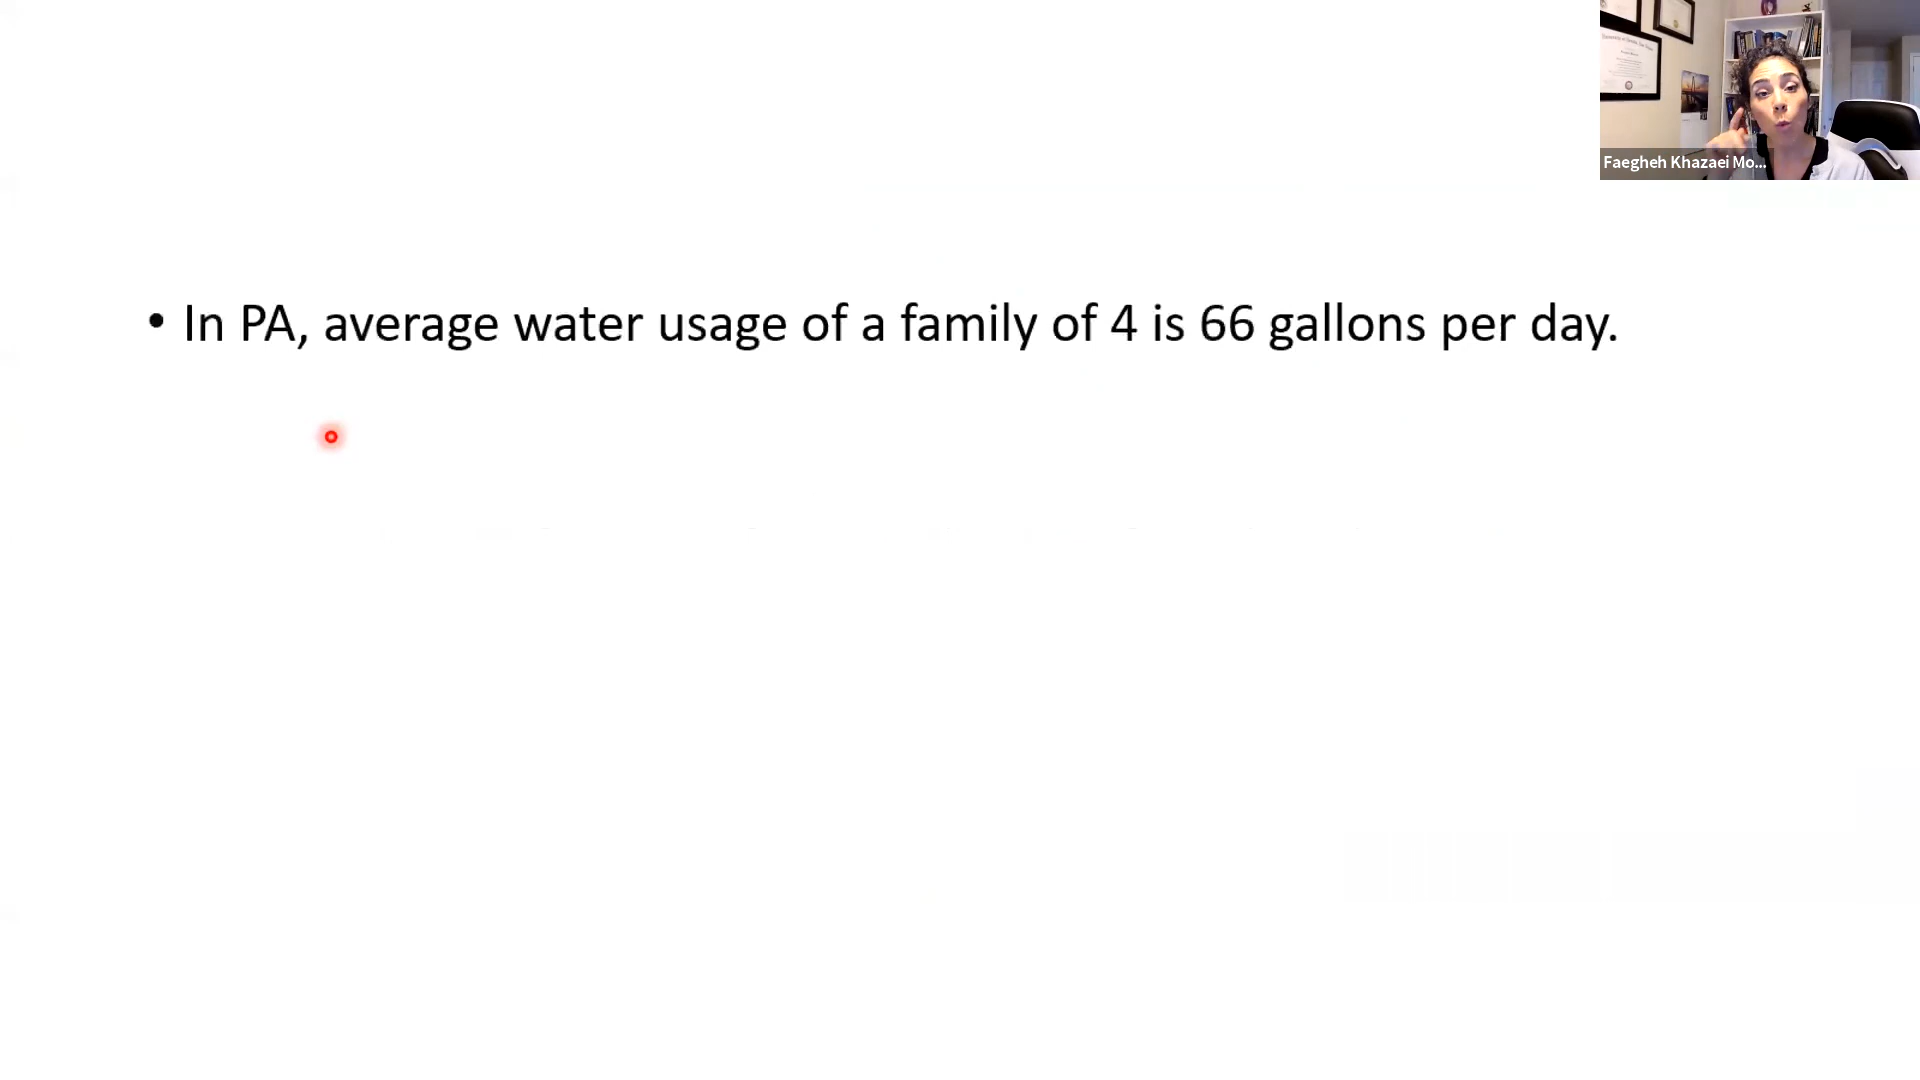 Faegheh Khazaei Mo...
• In PA, average water usage of a family of 4 is 66 gallons per day.